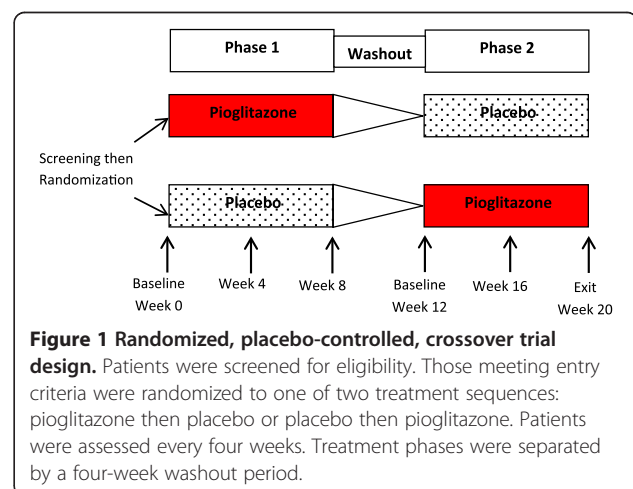 Phase 1
Washout
Phase 2
Pioglitazone
Placebo
Screening then
Randomization
Placebo
Pioglitazone
Baseline
Week 0
Week 4
Week 8
Baseline
Week 12
Week 16
Exit
Week 20
Figure 1 Randomized, placebo-controlled, crossover trial
design. Patients were screened for eligibility. Those meeting entry
criteria were randomized to one of two treatment sequences:
pioglitazone then placebo or placebo then pioglitazone. Patients
were assessed every four weeks. Treatment phases were separated
by a four-week washout period.